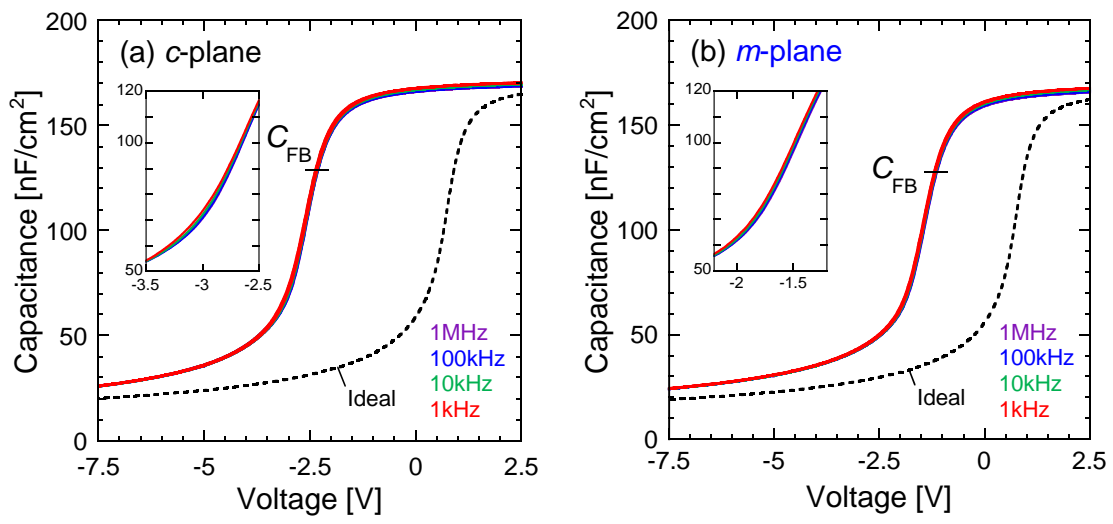 (a) c-plane
Capacitance [nF/cm²]
200
150
100
50
0
120
100
50
-3.5
-3
-2.5
C_FB
Ideal
1MHz
100kHz
10kHz
1kHz
-7.5
-5
-2.5
0
2.5
Voltage [V]
(b) m-plane
Capacitance [nF/cm²]
200
150
100
50
0
120
100
50
-2
-1.5
C_FB
Ideal
1MHz
100kHz
10kHz
1kHz
-7.5
-5
-2.5
0
2.5
Voltage [V]